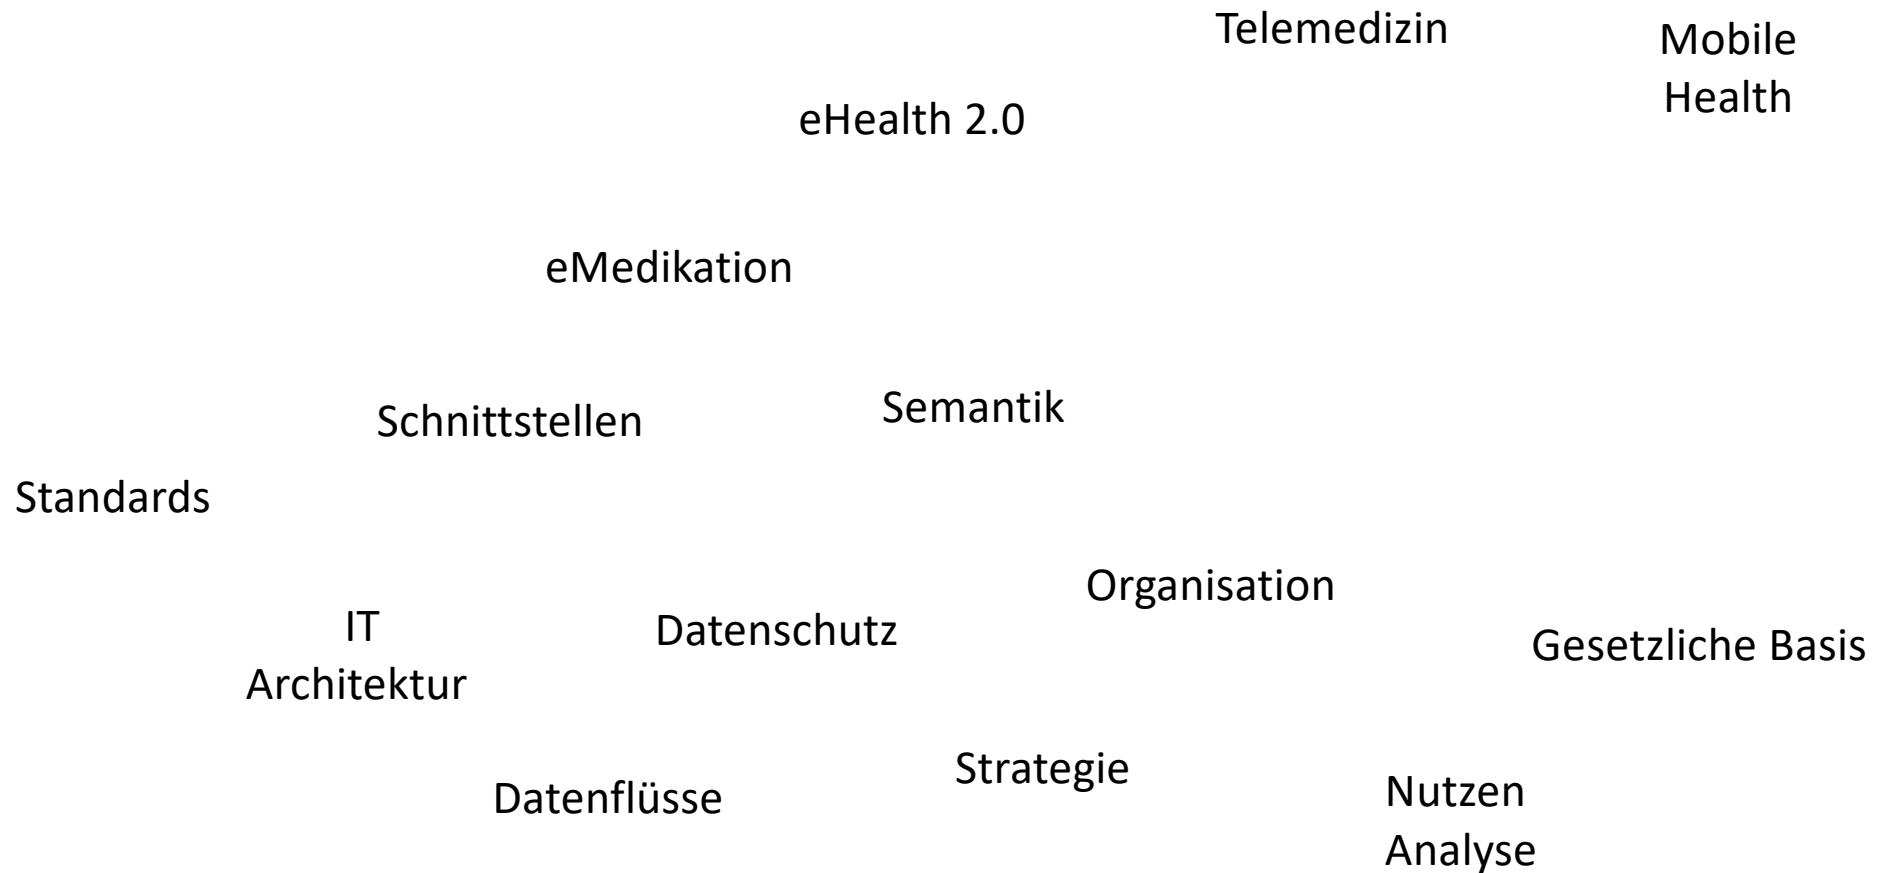 Telemedizin
Mobile
Health
eHealth 2.0
eMedikation
Semantik
Schnittstellen
Standards
Organisation
IT
Architektur
Datenschutz
Gesetzliche Basis
Strategie
Datenflüsse
Nutzen
Analyse